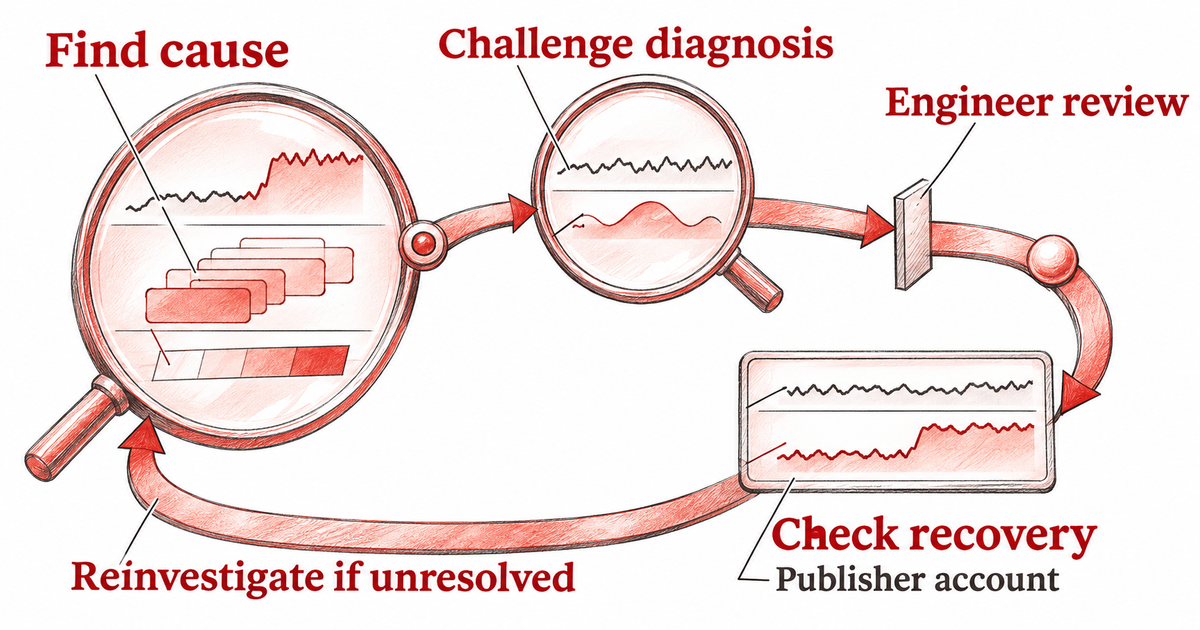 Find cause
Challenge diagnosis
Engineer review
Check recovery
Publisher account
Reinvestigate if unresolved